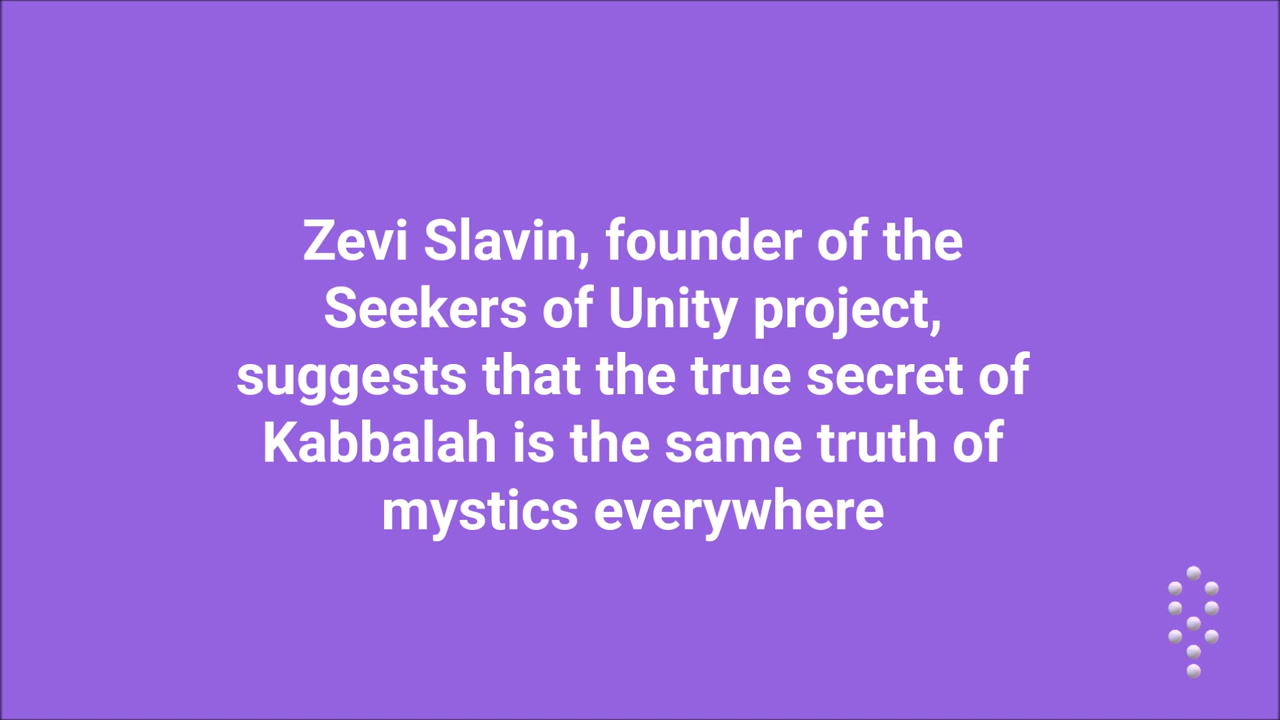 Zevi Slavin, founder of the
Seekers of Unity project,
suggests that the true secret of
Kabbalah is the same truth of
mystics everywhere